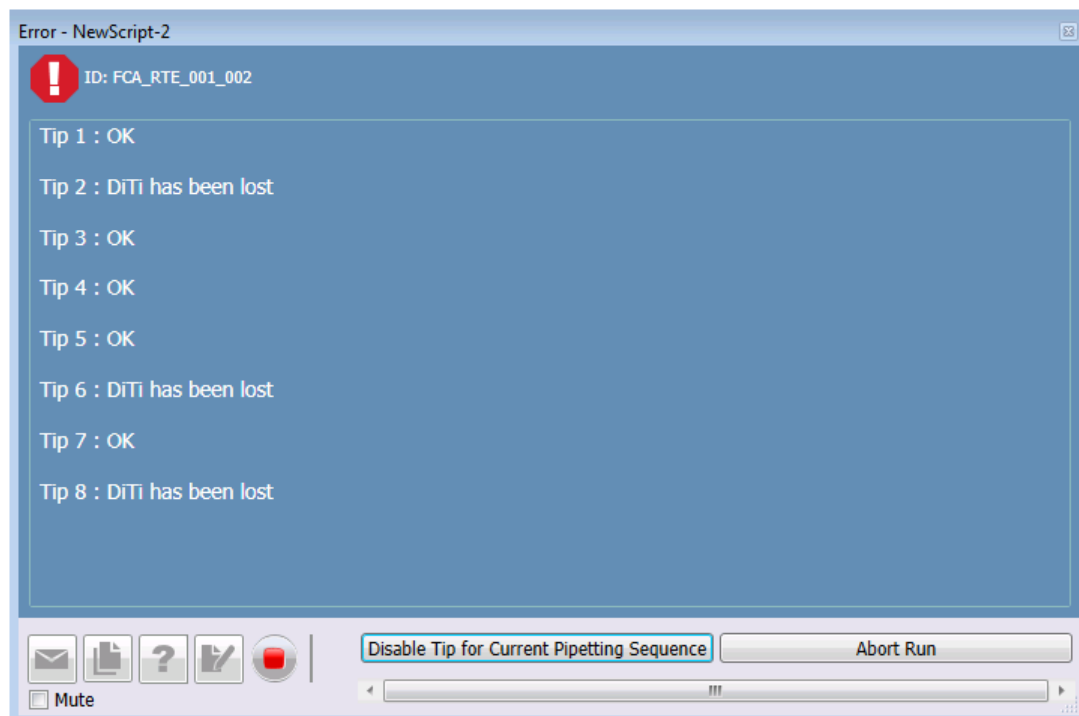 Error - NewScript-2
ID: FCA_RTE_001_002
Tip 1 : OK
Tip 2 : DiTi has been lost
Tip 3 : OK
Tip 4 : OK
Tip 5 : OK
Tip 6 : DiTi has been lost
Tip 7 : OK
Tip 8 : DiTi has been lost
Disable Tip for Current Pipetting Sequence
Abort Run
Mute